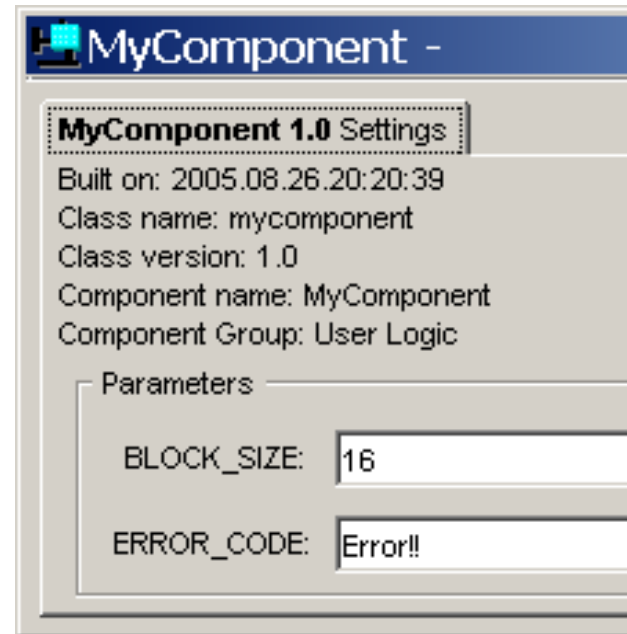 MyComponent -
MyComponent 1.0 Settings
Built on: 2005.08.26.20:20:39
Class name: mycomponent
Class version: 1.0
Component name: MyComponent
Component Group: User Logic
Parameters
BLOCK_SIZE: 16
ERROR_CODE: Error!!